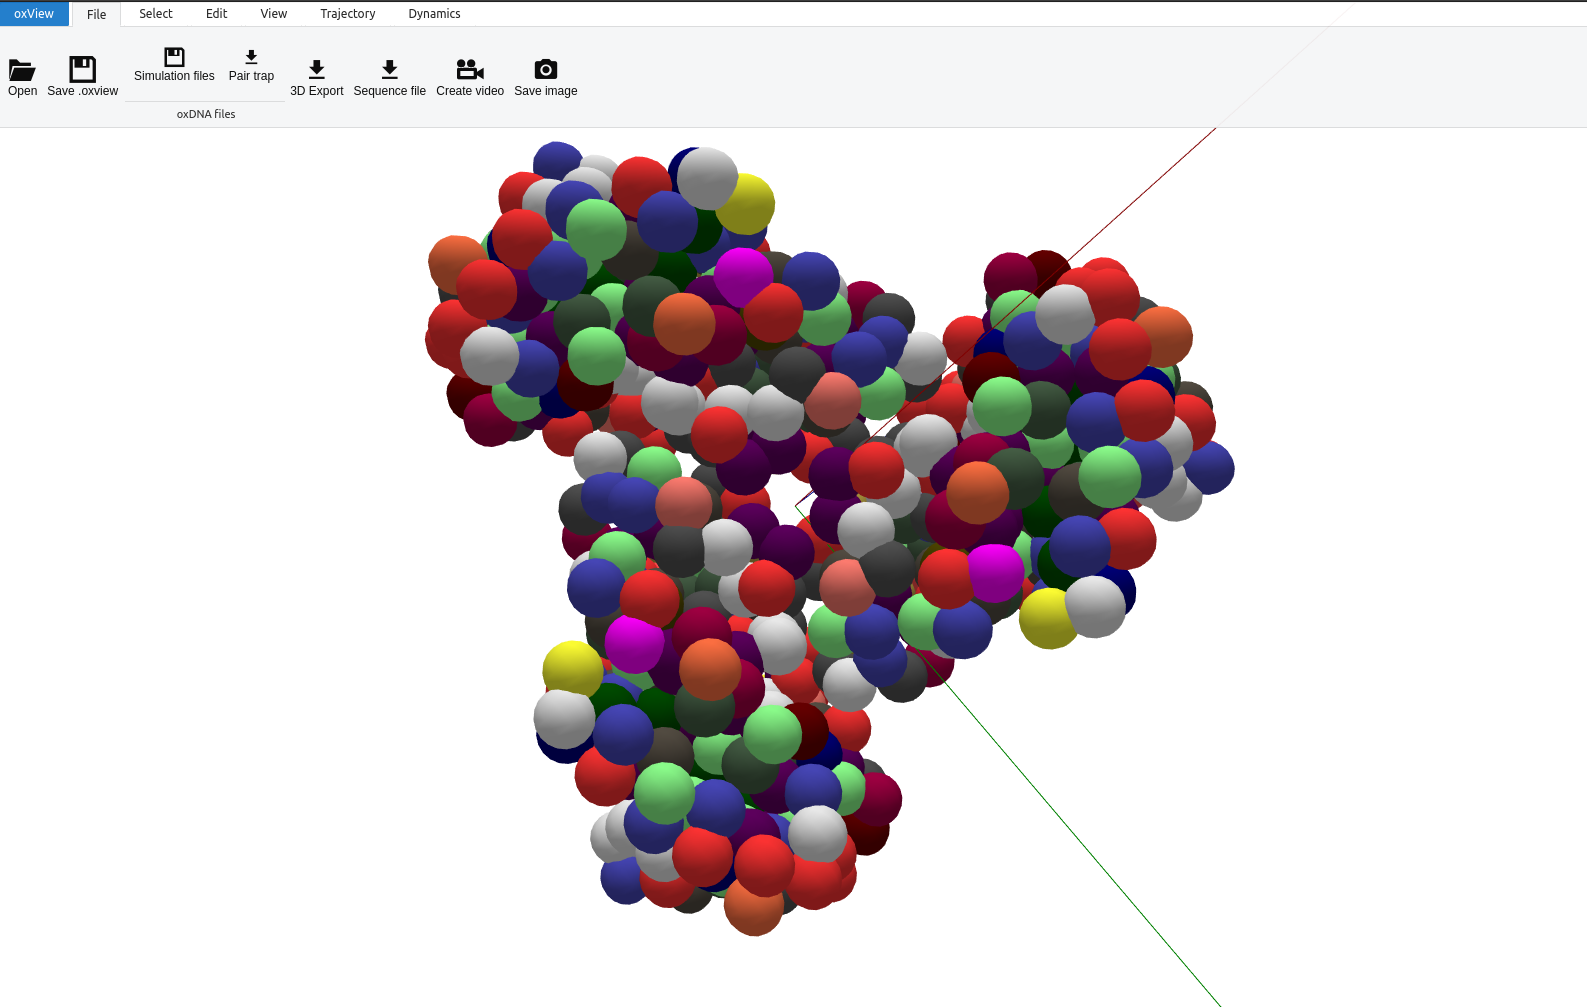 oxView File Select Edit View Trajectory Dynamics
Open Save .oxview Simulation files Pair trap 3D Export Sequence file Create video Save image
oxDNA files